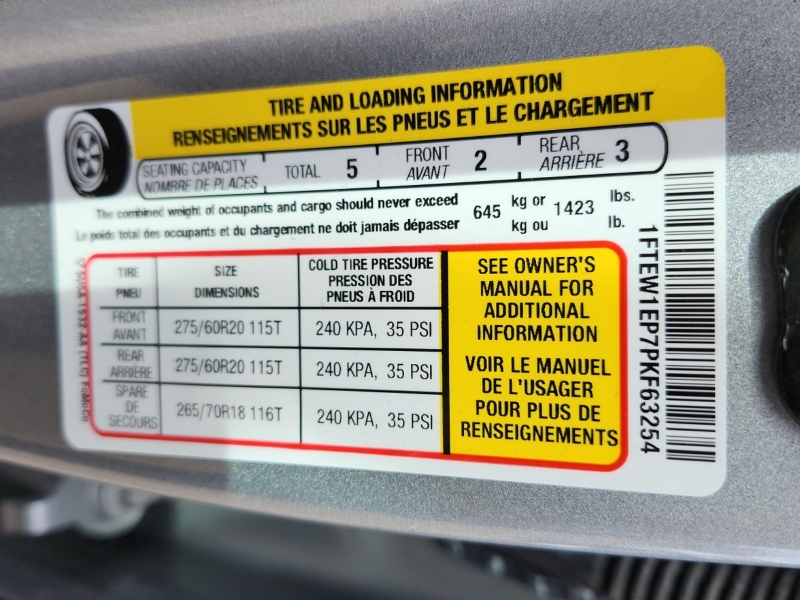 TIRE AND LOADING INFORMATION
RENSEIGNEMENTS SUR LES PNEUS ET LE CHARGEMENT
SEATING CAPACITY TOTAL 5 FRONT 2 REAR 3
NOMBRE DE PLACES AVANT ARRIÈRE
The combined weight of occupants and cargo should never exceed 645 kg or 1423 lbs.
Le poids total des occupants et du chargement ne doit jamais dépasser kg ou lb.
TIRE SIZE COLD TIRE PRESSURE
PNEU DIMENSIONS PRESSION DES
PNEUS À FROID
FRONT
AVANT 275/60R20 115T 240 KPA, 35 PSI
REAR
ARRIÈRE 275/60R20 115T 240 KPA, 35 PSI
SPARE
DE
SECOURS 265/70R18 116T 240 KPA, 35 PSI
SEE OWNER'S
MANUAL FOR
ADDITIONAL
INFORMATION
VOIR LE MANUEL
DE L'USAGER
POUR PLUS DE
RENSEIGNEMENTS
1FTEW1EP7PKF63254